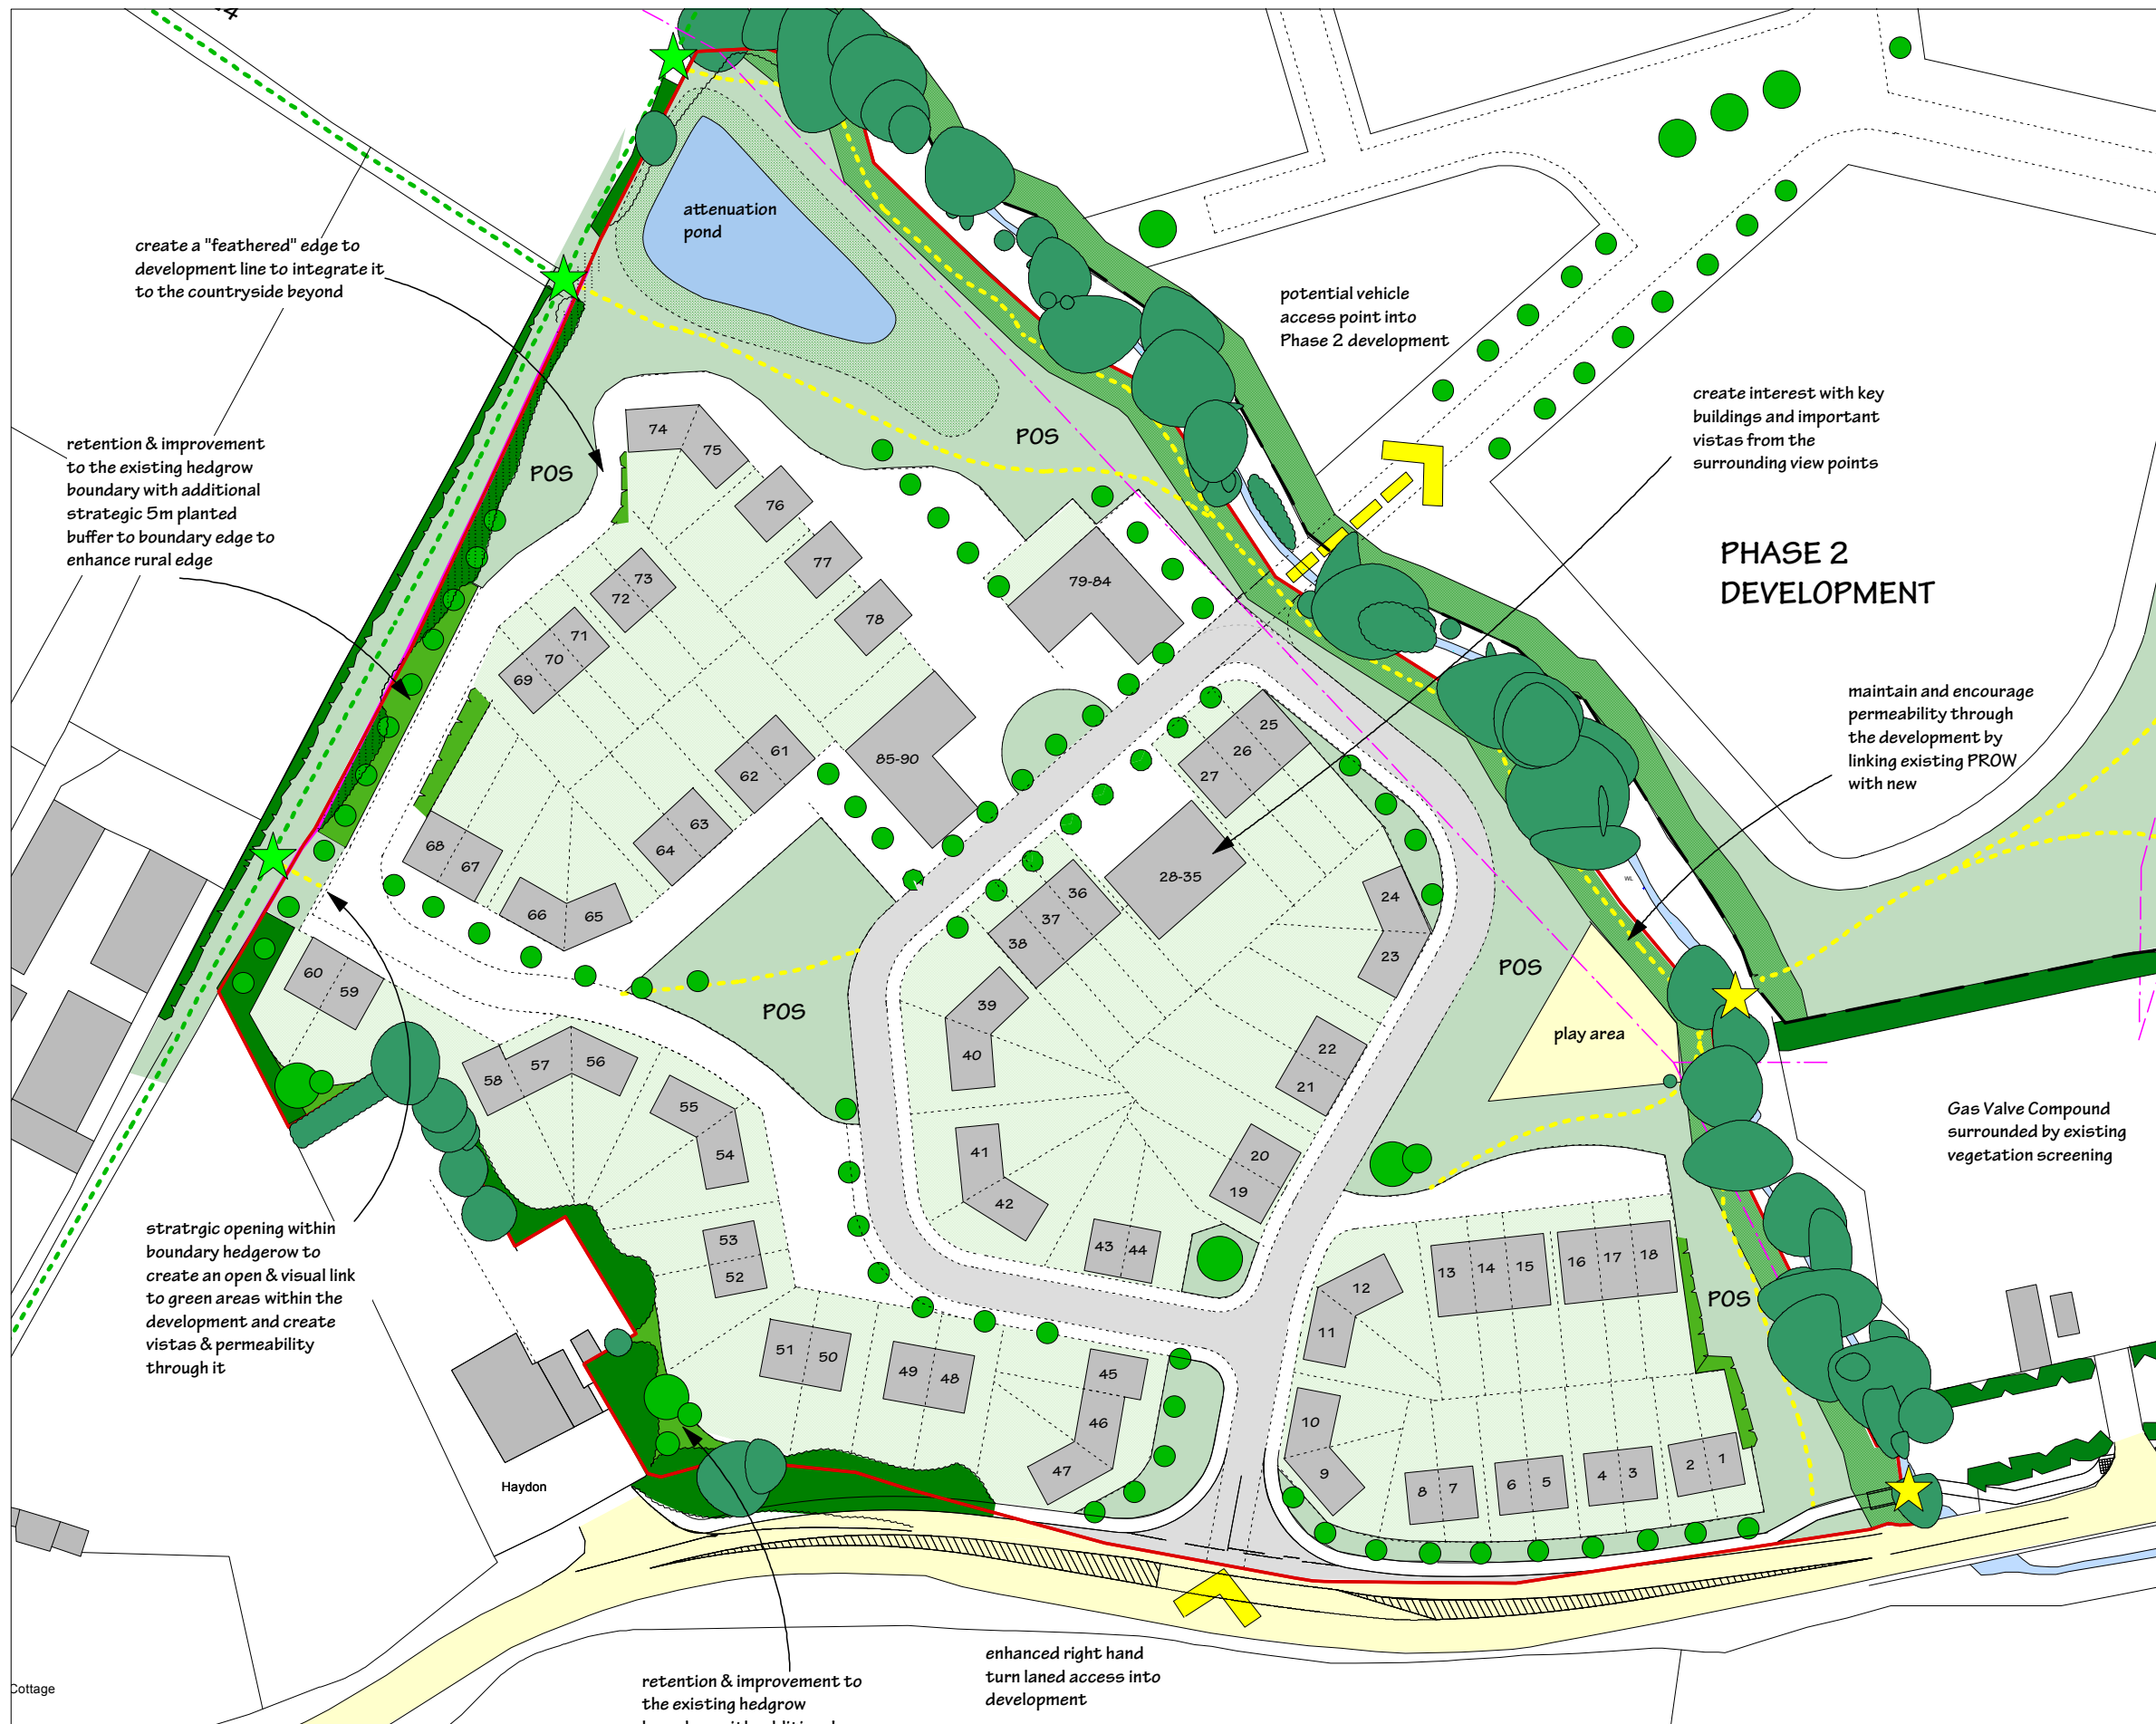 attenuation
pond
create a "feathered" edge to
development line to integrate it
to the countryside beyond
potential vehicle
access point into
Phase 2 development
create interest with key
buildings and important
vistas from the
surrounding view points
retention & improvement
to the existing hedgrow
boundary with additional
strategic 5m planted
buffer to boundary edge to
enhance rural edge
POS
POS
PHASE 2
DEVELOPMENT
maintain and encourage
permeability through
the development by
linking existing PROW
with new
74
75
76
77
78
79-84
73
72
71
70
69
61
62
63
64
85-90
68
67
66
65
60
59
25
26
27
28-35
36
37
38
24
23
POS
POS
play area
39
40
22
21
58
57
56
55
54
41
42
20
19
43
44
53
52
Gas Valve Compound
surrounded by existing
vegetation screening
stratrgic opening within
boundary hedgerow to
create an open & visual link
to green areas within the
development and create
vistas & permeability
through it
12
11
13
14
15
16
17
18
POS
51
50
49
48
45
46
47
10
9
8
7
6
5
4
3
2
1
Haydon
WL
Cottage
retention & improvement to
the existing hedgrow
enhanced right hand
turn laned access into
development